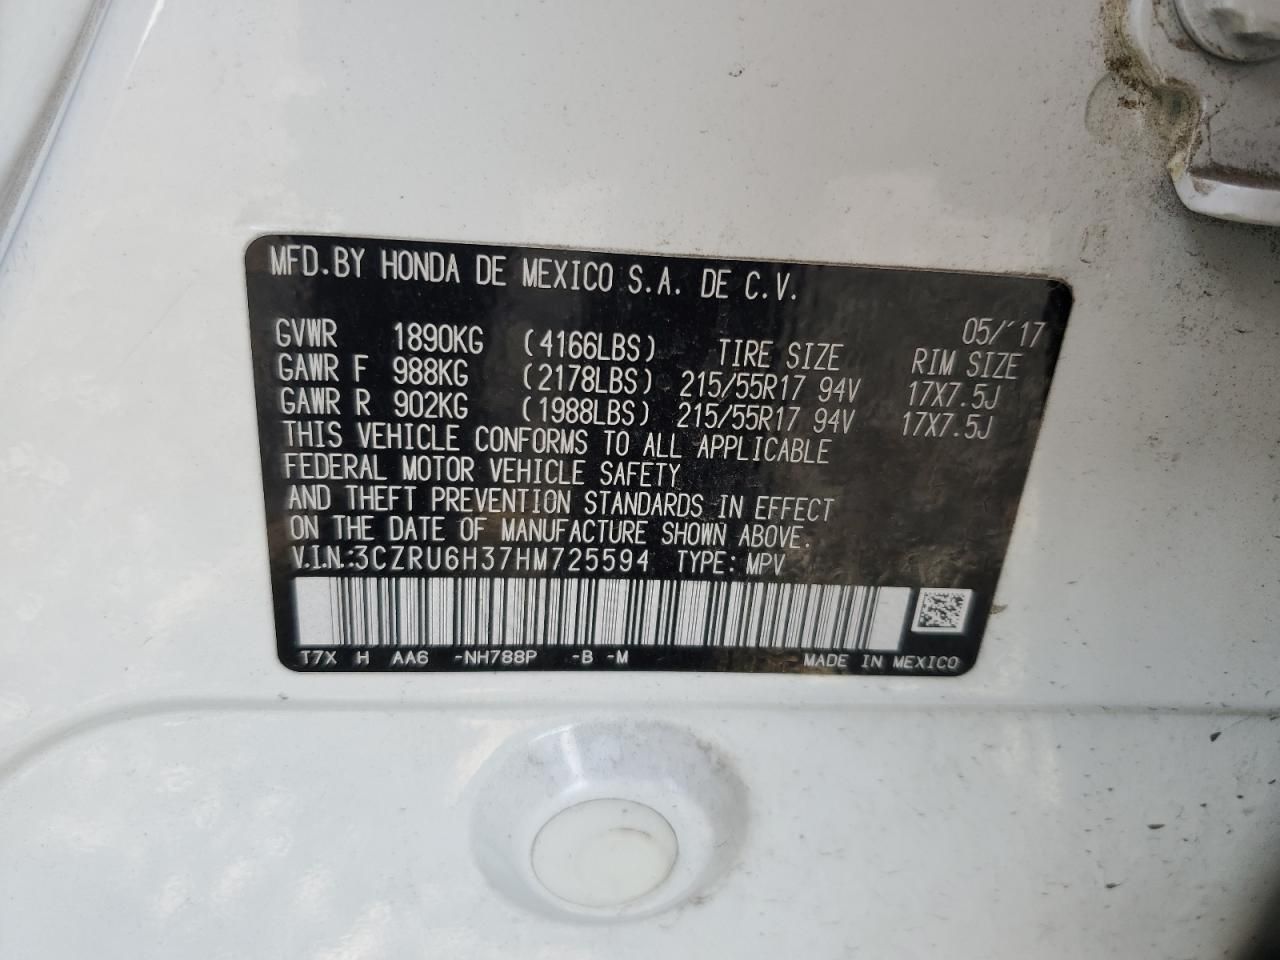 MFD.BY HONDA DE MEXICO S.A. DE C.V.
05/'17
GVWR 1890KG (4166LBS) TIRE SIZE RIM SIZE
GAWR F 988KG (2178LBS) 215/55R17 94V 17X7.5J
GAWR R 902KG (1988LBS) 215/55R17 94V 17X7.5J
THIS VEHICLE CONFORMS TO ALL APPLICABLE
FEDERAL MOTOR VEHICLE SAFETY
AND THEFT PREVENTION STANDARDS IN EFFECT
ON THE DATE OF MANUFACTURE SHOWN ABOVE.
V.I.N.:3CZRU6H37HM725594 TYPE: MPV
T7X H AA6 -NH788P -B -M MADE IN MEXICO